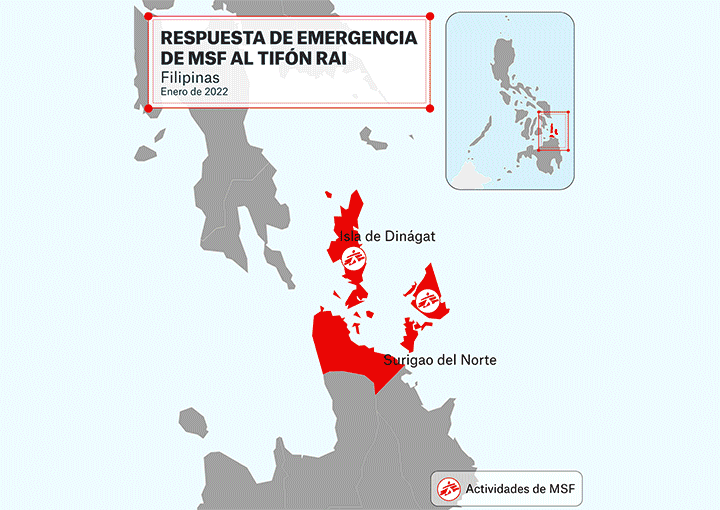 RESPUESTA DE EMERGENCIA
DE MSF AL TIFÓN RAI
Filipinas
Enero de 2022
Isla de Dinágat
Surigao del Norte
Actividades de MSF